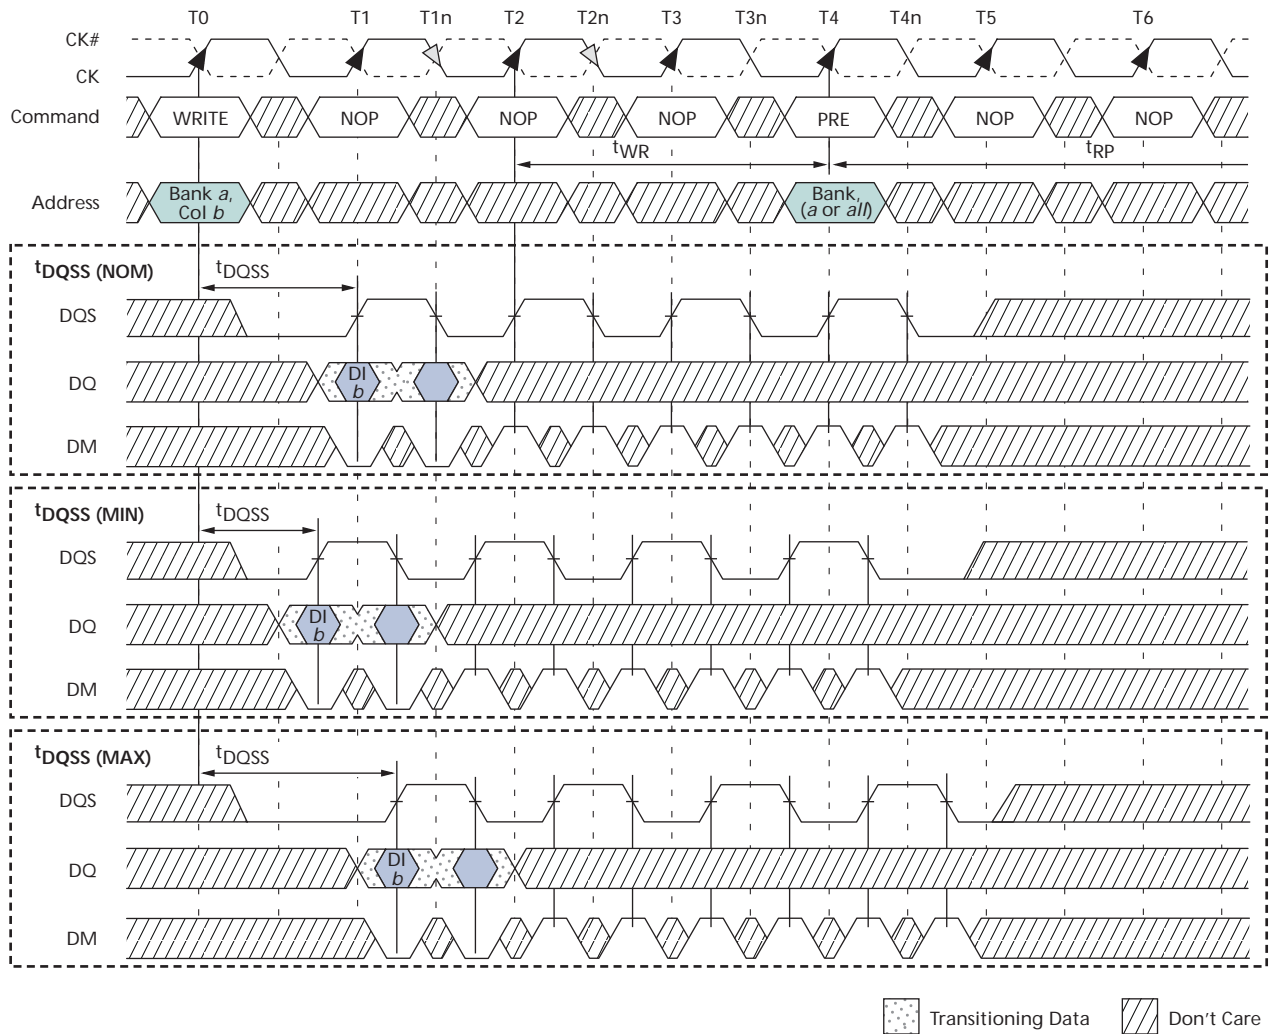 T0 T1 T1n T2 T2n T3 T3n T4 T4n T5 T6
CK#
CK
Command WRITE NOP NOP NOP PRE NOP NOP
tWR tRP
Address Bank a, Col b Bank, (a or all)
tDQSS (NOM) tDQSS
DQS
DQ DI b
DM
tDQSS (MIN) tDQSS
DQS
DQ DI b
DM
tDQSS (MAX) tDQSS
DQS
DQ DI b
DM
Transitioning Data Don't Care